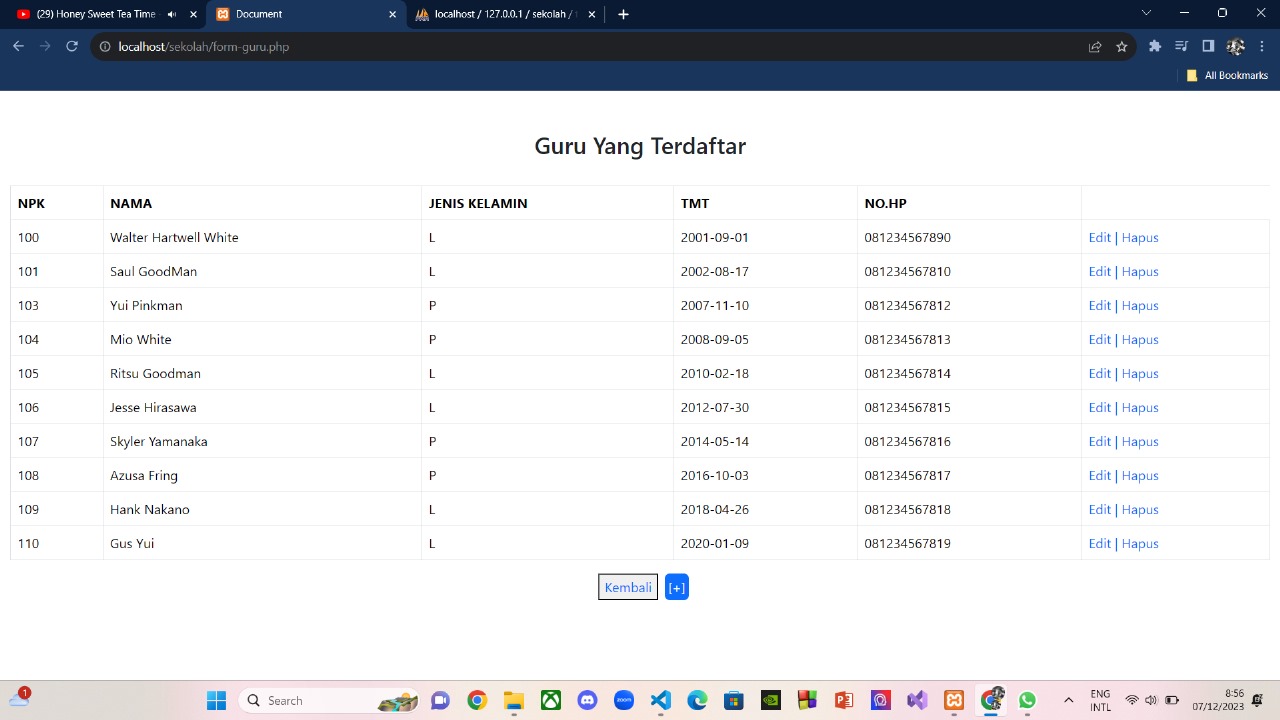 (29) Honey Sweet Tea Time
Document
localhost / 127.0.0.1 / sekolah /
localhost/sekolah/form-guru.php
All Bookmarks
Guru Yang Terdaftar
NPK NAMA JENIS KELAMIN TMT NO.HP
100 Walter Hartwell White L 2001-09-01 081234567890 Edit | Hapus
101 Saul GoodMan L 2002-08-17 081234567810 Edit | Hapus
103 Yui Pinkman P 2007-11-10 081234567812 Edit | Hapus
104 Mio White P 2008-09-05 081234567813 Edit | Hapus
105 Ritsu Goodman L 2010-02-18 081234567814 Edit | Hapus
106 Jesse Hirasawa L 2012-07-30 081234567815 Edit | Hapus
107 Skyler Yamanaka P 2014-05-14 081234567816 Edit | Hapus
108 Azusa Fring P 2016-10-03 081234567817 Edit | Hapus
109 Hank Nakano L 2018-04-26 081234567818 Edit | Hapus
110 Gus Yui L 2020-01-09 081234567819 Edit | Hapus
Kembali [+]
1
Search
zoom
ENG
INTL
8:56
07/12/2023